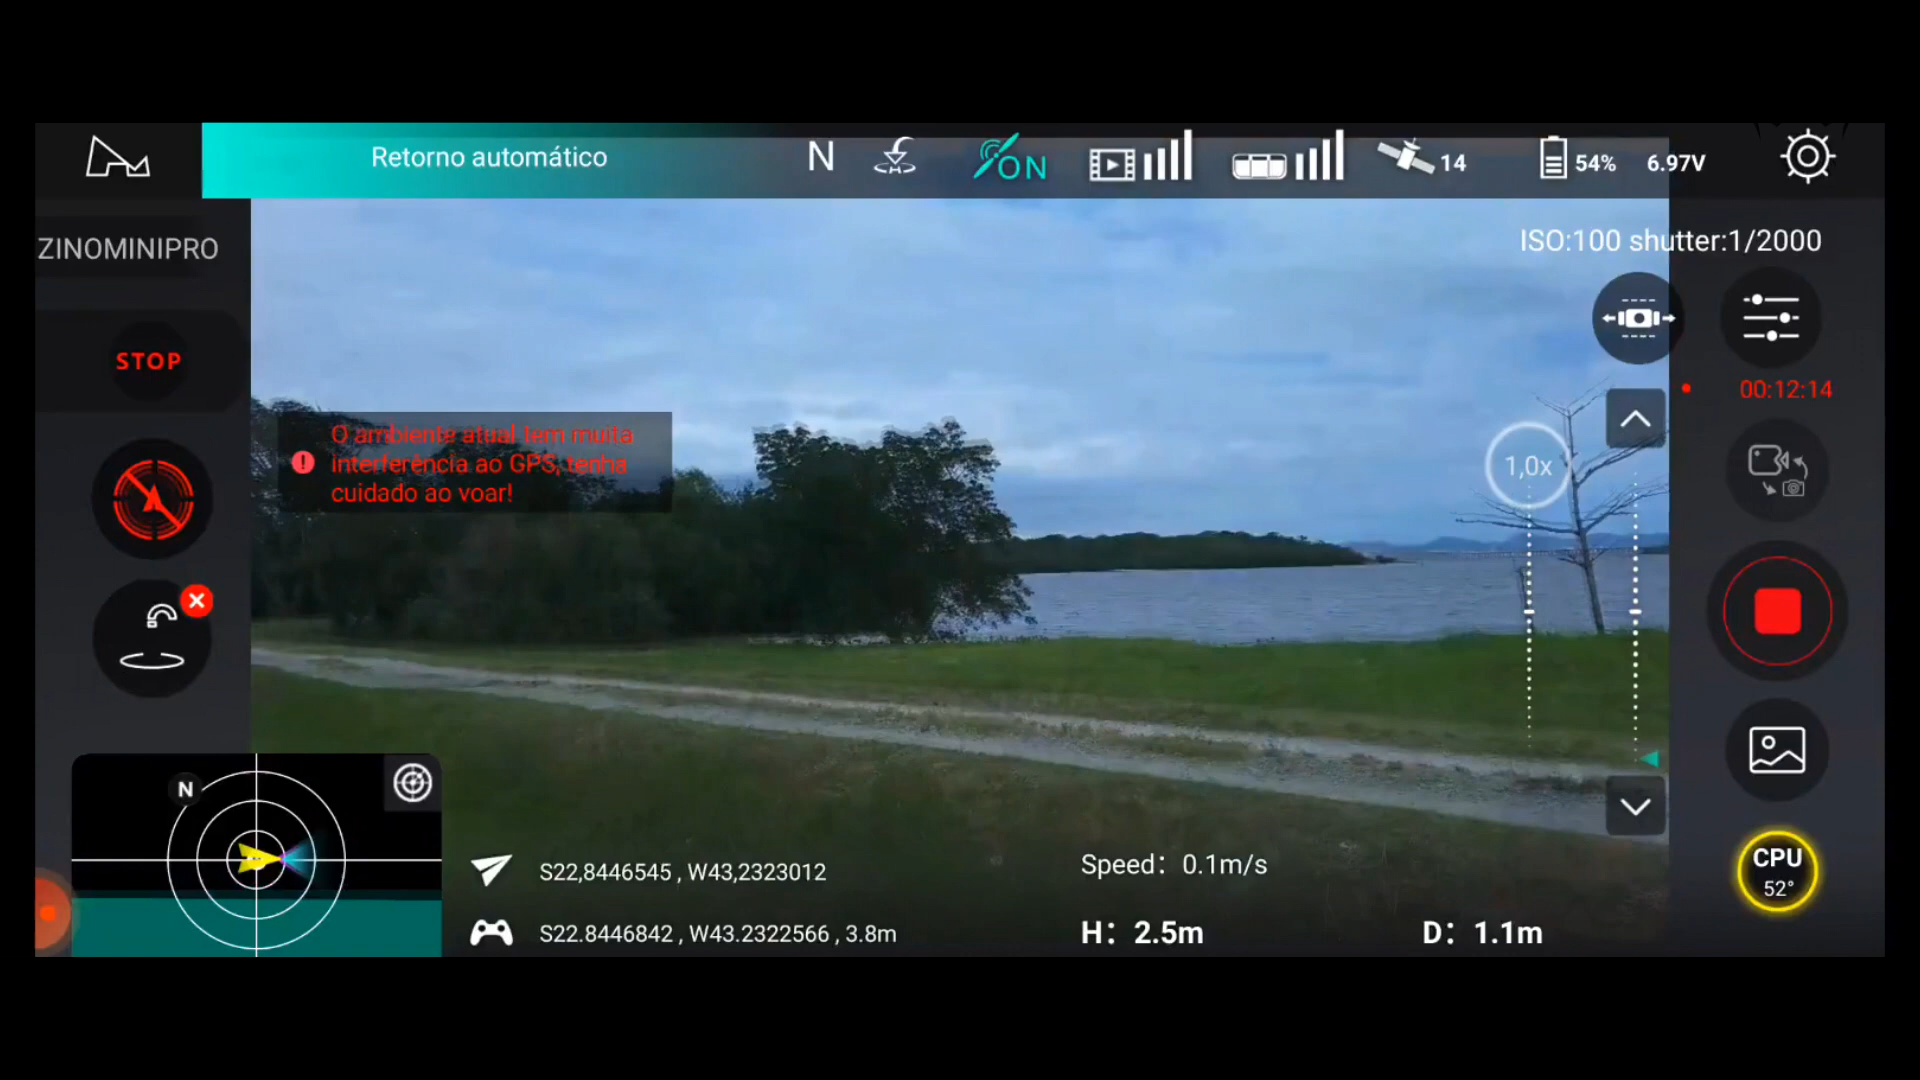 Retorno automático
N
ON
14
54%
6.97V
ZINOMINIPRO
ISO:100 shutter:1/2000
STOP
00:12:14
O ambiente atual tem muita
interferência ao GPS, tenha
cuidado ao voar!
1,0x
N
S22,8446545 , W43,2323012
Speed: 0.1m/s
CPU
52°
S22.8446842 , W43.2322566 , 3.8m
H: 2.5m
D: 1.1m